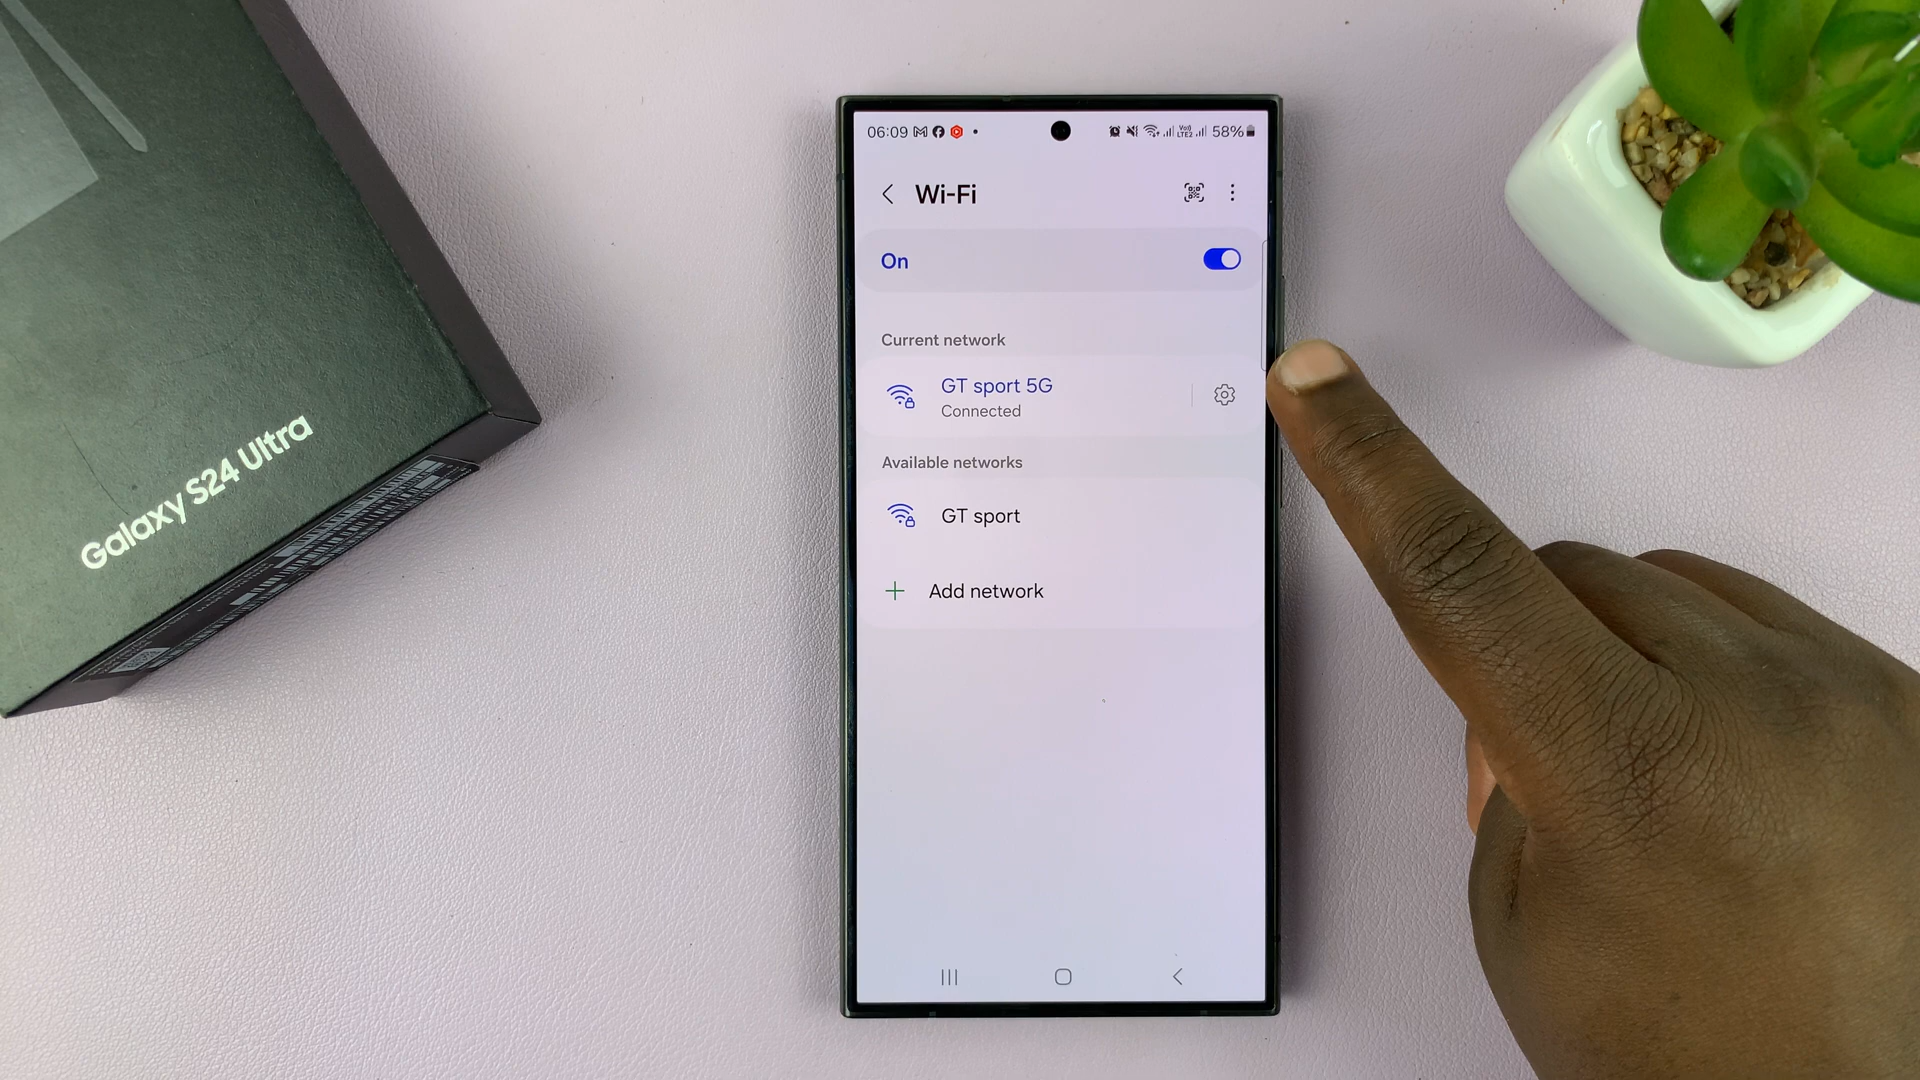 Galaxy S24 Ultra
06:09 58%
Wi-Fi
On
Current network
GT sport 5G
Connected
Available networks
GT sport
Add network